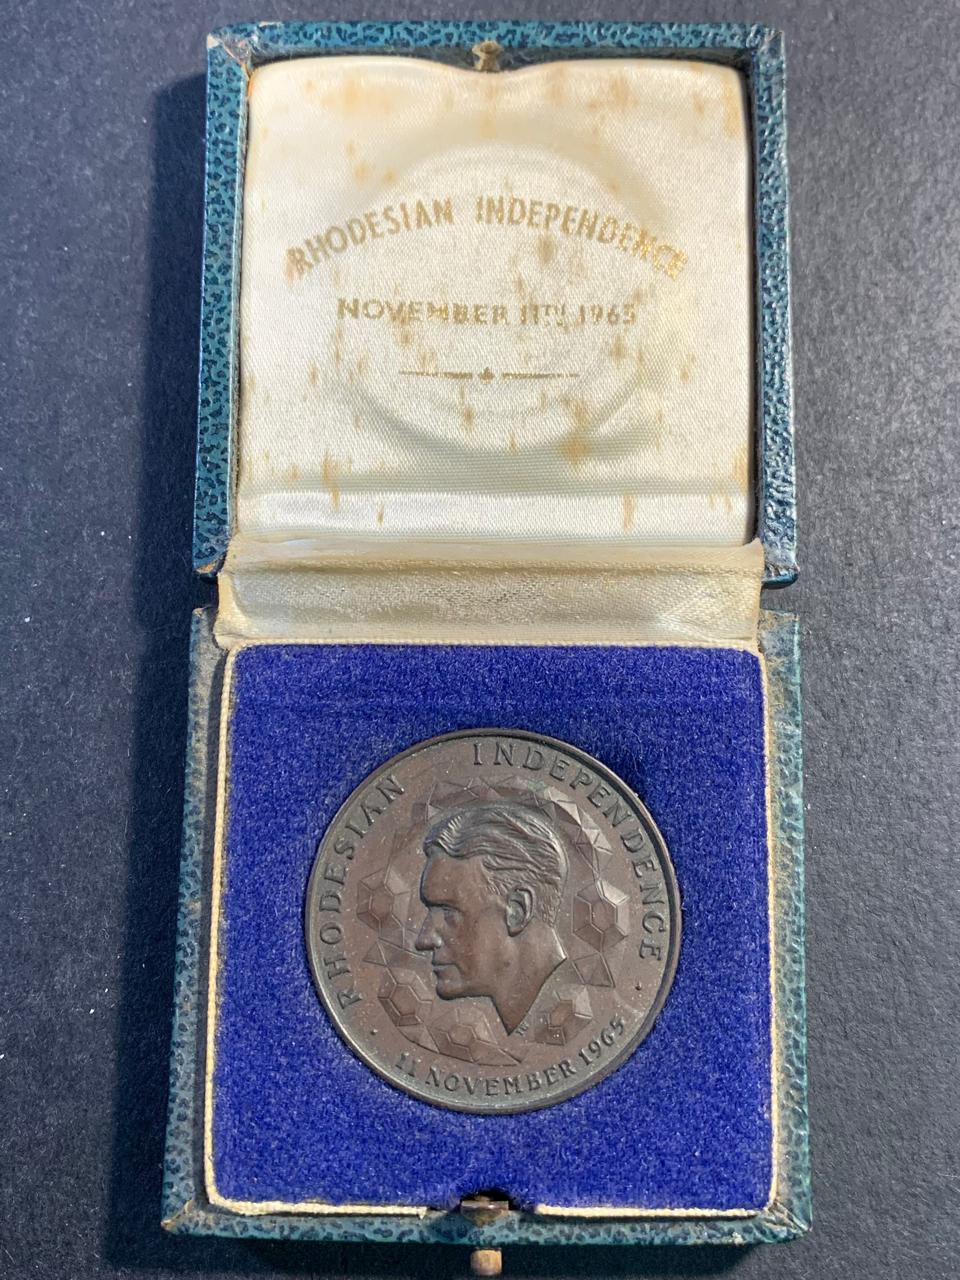 RHODESIAN INDEPENDENCE
NOVEMBER 11TH 1965
RHODESIAN INDEPENDENCE
11 NOVEMBER 1965